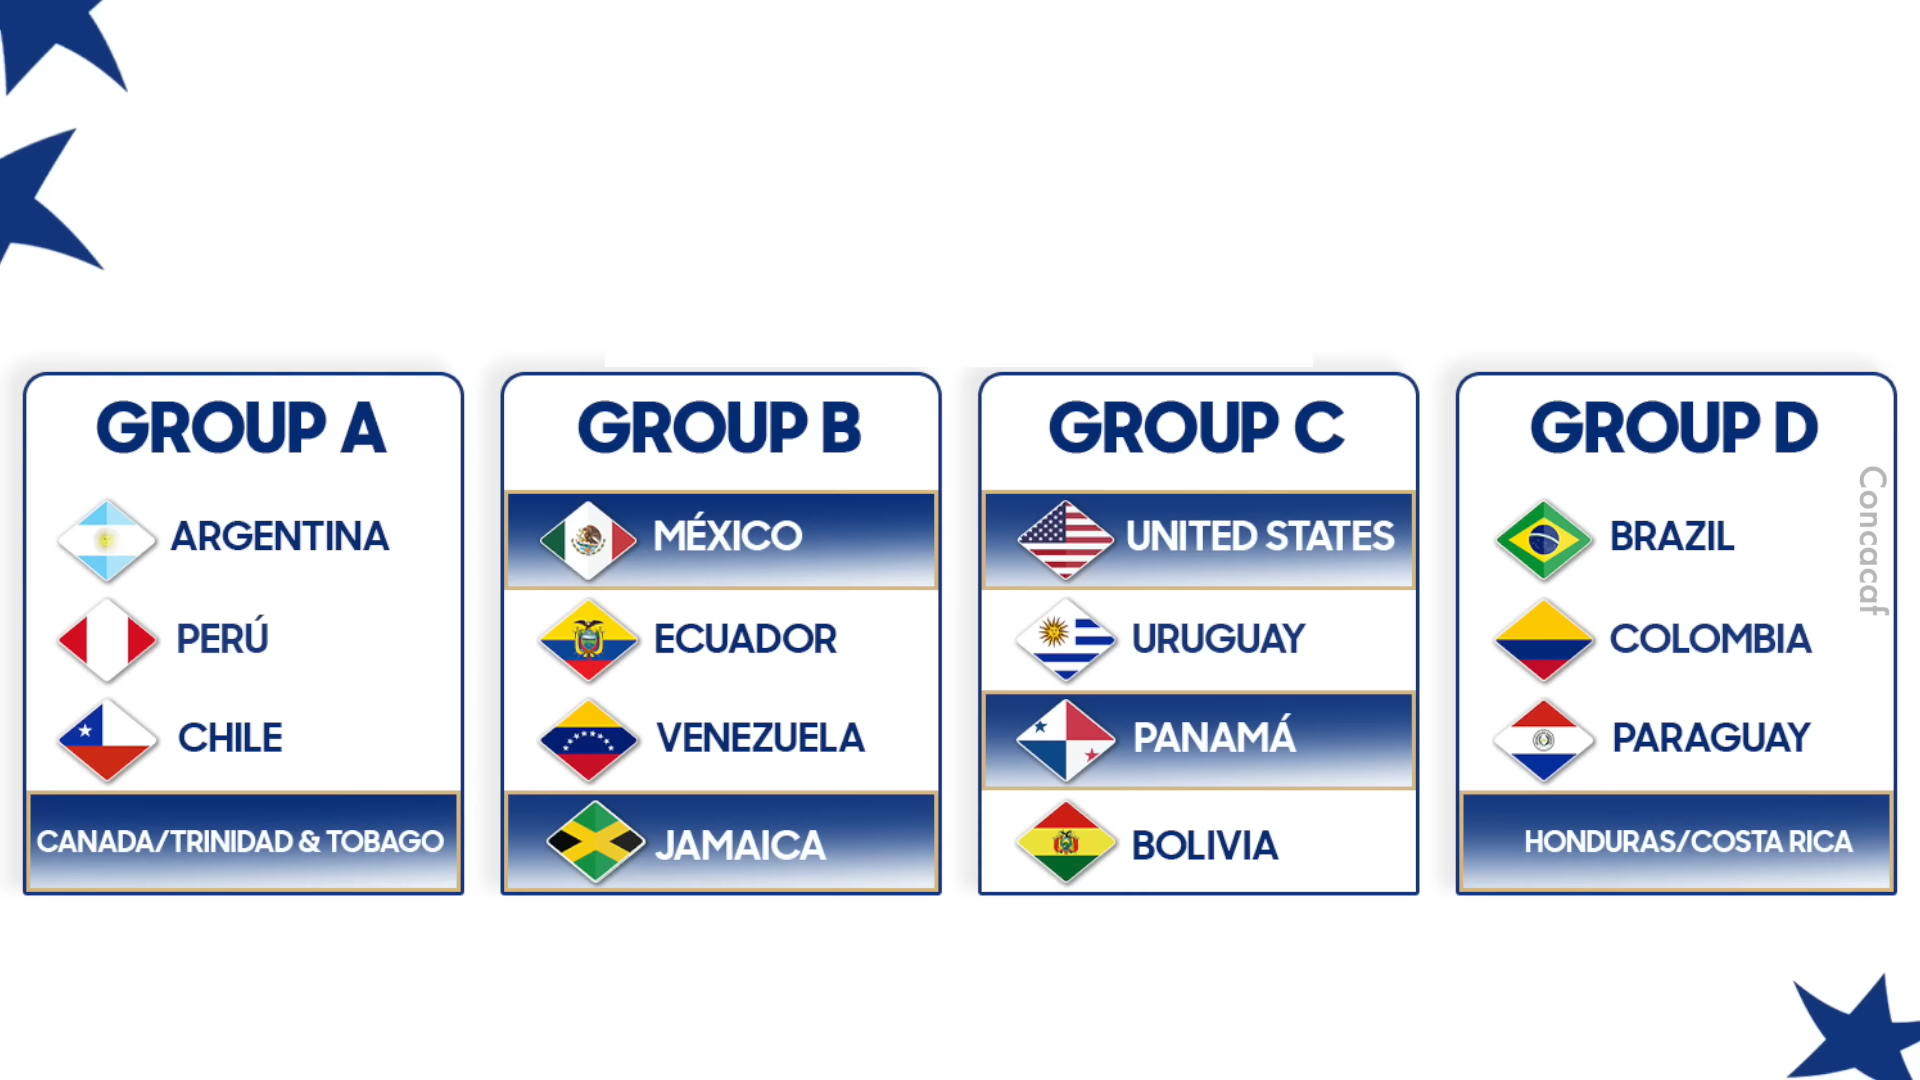 GROUP A
ARGENTINA
PERÚ
CHILE
CANADA/TRINIDAD & TOBAGO
GROUP B
MÉXICO
ECUADOR
VENEZUELA
JAMAICA
GROUP C
UNITED STATES
URUGUAY
PANAMÁ
BOLIVIA
GROUP D
BRAZIL
COLOMBIA
PARAGUAY
HONDURAS/COSTA RICA
Concacaf